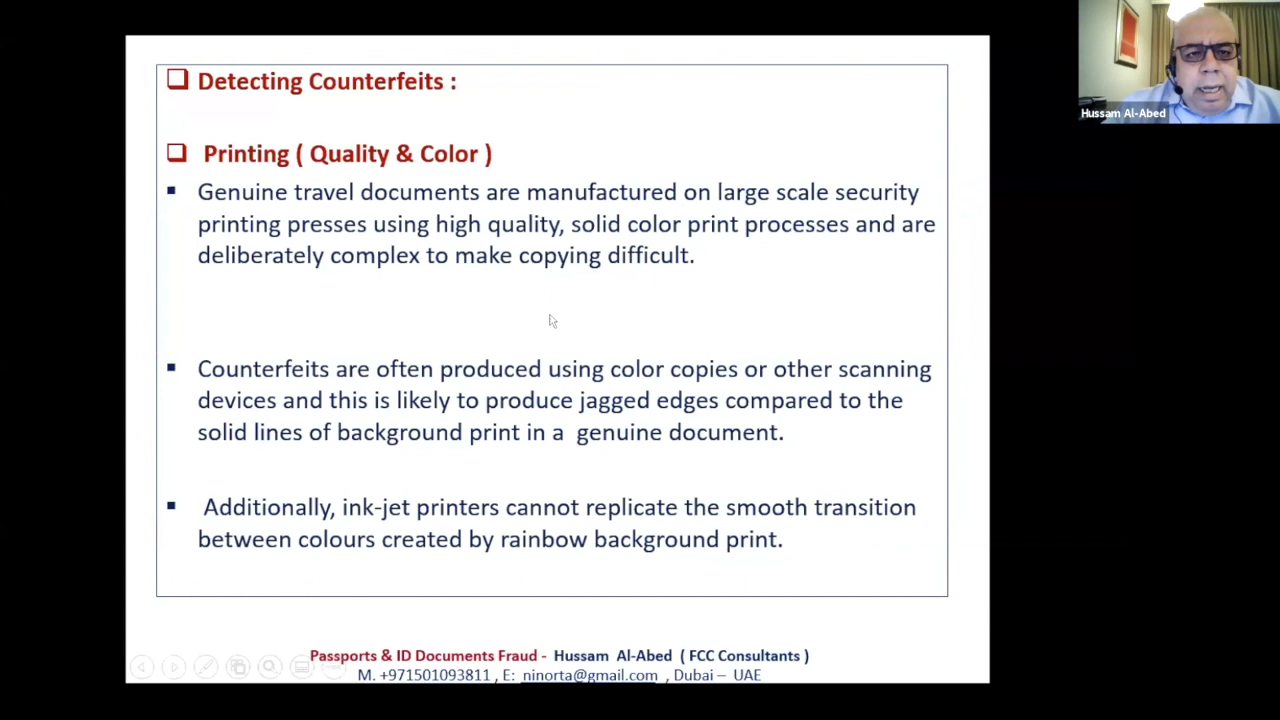 Detecting Counterfeits :
Printing ( Quality & Color )
Genuine travel documents are manufactured on large scale security
printing presses using high quality, solid color print processes and are
deliberately complex to make copying difficult.
Counterfeits are often produced using color copies or other scanning
devices and this is likely to produce jagged edges compared to the
solid lines of background print in a genuine document.
Additionally, ink-jet printers cannot replicate the smooth transition
between colours created by rainbow background print.
Passports & ID Documents Fraud - Hussam Al-Abed ( FCC Consultants )
M. +971501093811 , E: ninorta@gmail.com , Dubai – UAE
Hussam Al-Abed